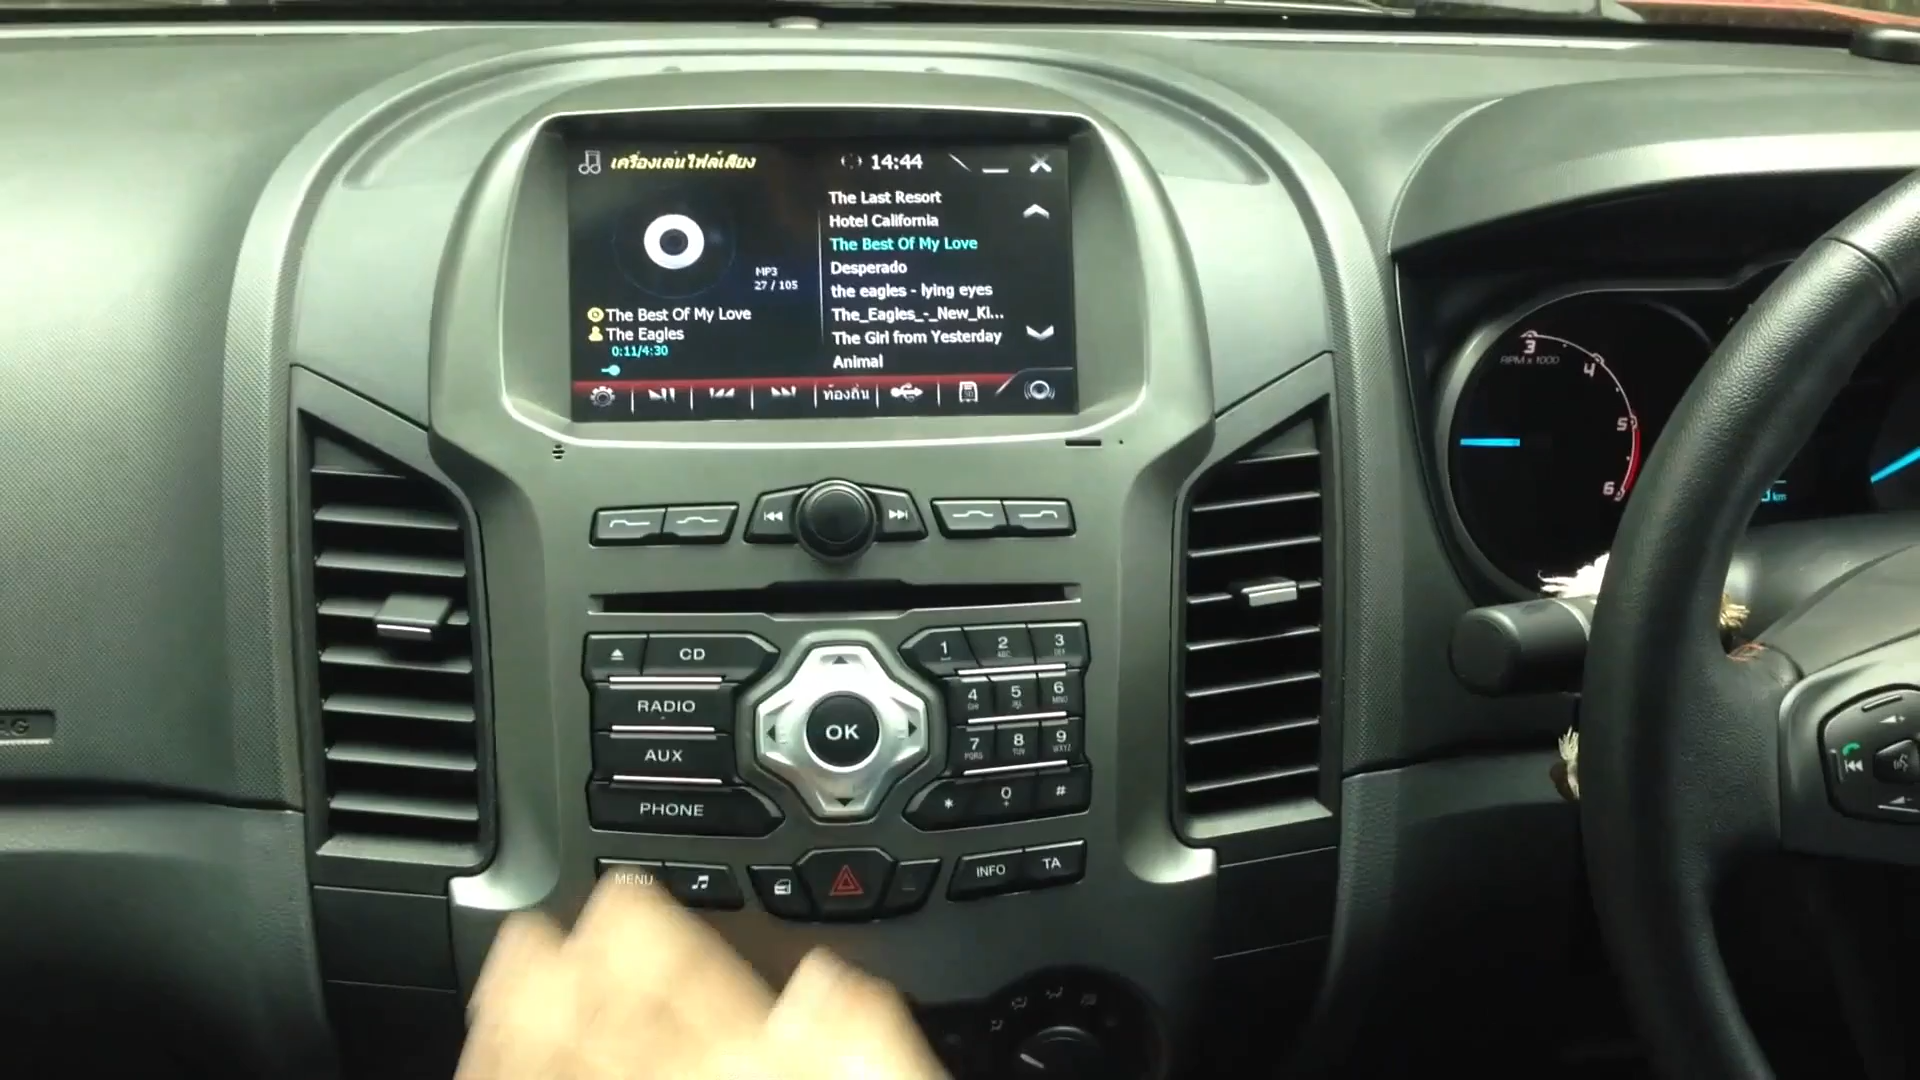 เครื่องเล่นไฟล์เสียง
14:44
The Last Resort
Hotel California
The Best Of My Love
Desperado
the eagles - lying eyes
The_Eagles_-_New_Ki...
The Girl from Yesterday
Animal
MP3
27 / 105
The Best Of My Love
The Eagles
0:11/4:30
ท้องถิ่น
3
RPM x 1000
4
5
6
km
CD
RADIO
AUX
PHONE
OK
1
2 ABC
3 DEF
4 GHI
5 JKL
6 MNO
7 PQRS
8 TUV
9 WXYZ
*
0
+
#
MENU
INFO
TA